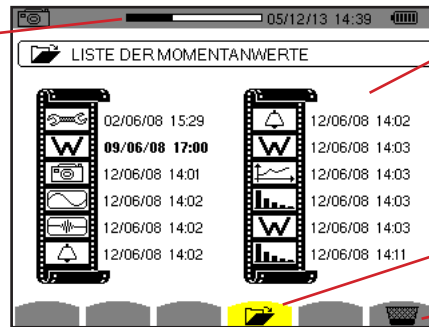 05/12/13 14:39
LISTE DER MOMENTANWERTE
02/06/08 15:29
W 09/06/08 17:00
12/06/08 14:01
12/06/08 14:02
12/06/08 14:02
12/06/08 14:02
12/06/08 14:02
W 12/06/08 14:03
12/06/08 14:03
12/06/08 14:03
W 12/06/08 14:03
12/06/08 14:11